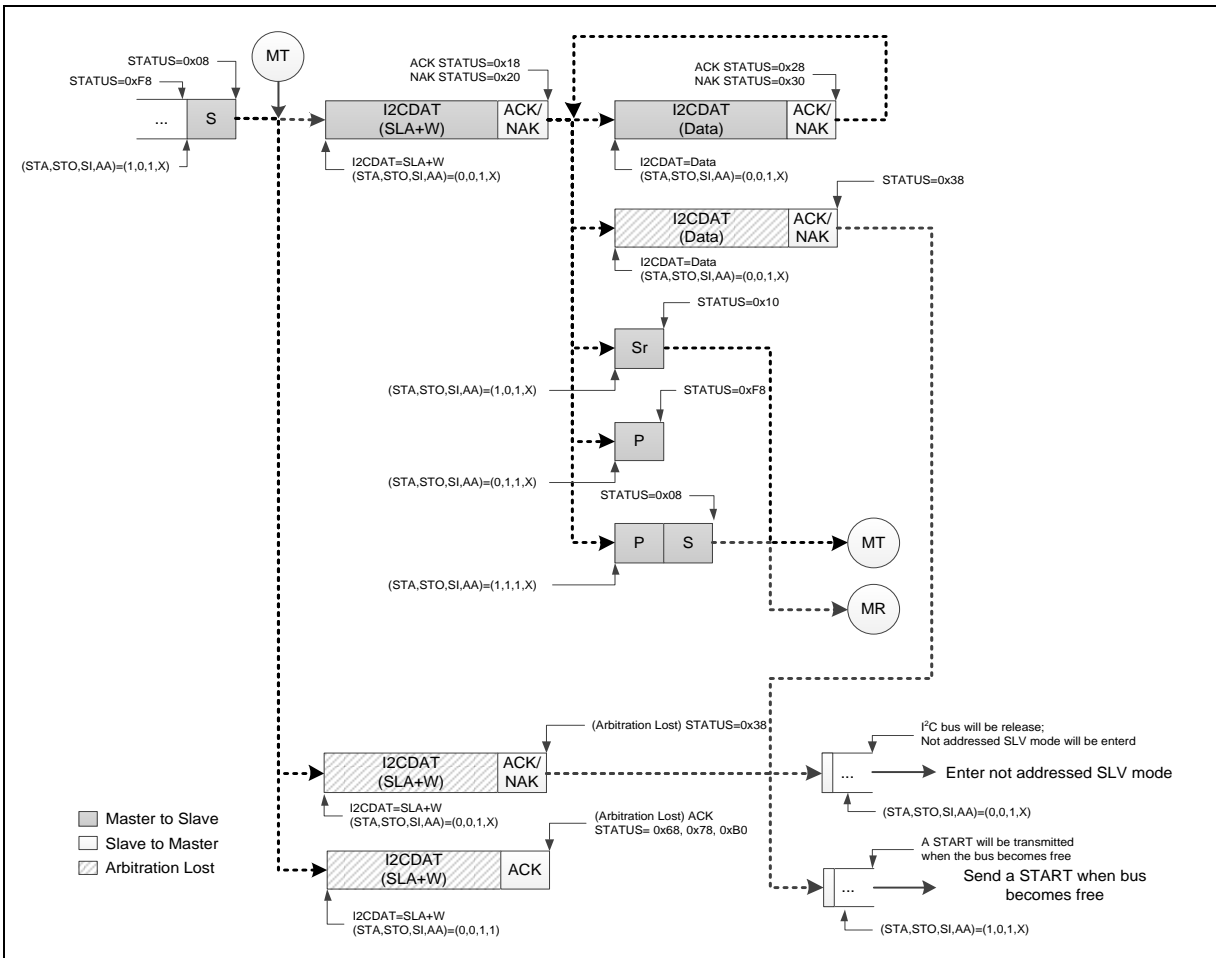 MT
STATUS=0x08
STATUS=0xF8
...
S
(STA,STO,SI,AA)=(1,0,1,X)
ACK STATUS=0x18
NAK STATUS=0x20
I2CDAT
(SLA+W)
ACK/
NAK
I2CDAT=SLA+W
(STA,STO,SI,AA)=(0,0,1,X)
ACK STATUS=0x28
NAK STATUS=0x30
I2CDAT
(Data)
ACK/
NAK
I2CDAT=Data
(STA,STO,SI,AA)=(0,0,1,X)
STATUS=0x38
I2CDAT
(Data)
ACK/
NAK
I2CDAT=Data
(STA,STO,SI,AA)=(0,0,1,X)
STATUS=0x10
Sr
(STA,STO,SI,AA)=(1,0,1,X)
STATUS=0xF8
P
(STA,STO,SI,AA)=(0,1,1,X)
STATUS=0x08
P
S
(STA,STO,SI,AA)=(1,1,1,X)
MT
MR
(Arbitration Lost) STATUS=0x38
I2CDAT
(SLA+W)
ACK/
NAK
I2CDAT=SLA+W
(STA,STO,SI,AA)=(0,0,1,X)
I²C bus will be release;
Not addressed SLV mode will be enterd
...
Enter not addressed SLV mode
(STA,STO,SI,AA)=(0,0,1,X)
(Arbitration Lost) ACK
STATUS= 0x68, 0x78, 0xB0
I2CDAT
(SLA+W)
ACK
I2CDAT=SLA+W
(STA,STO,SI,AA)=(0,0,1,1)
A START will be transmitted
when the bus becomes free
...
Send a START when bus
becomes free
(STA,STO,SI,AA)=(1,0,1,X)
Master to Slave
Slave to Master
Arbitration Lost